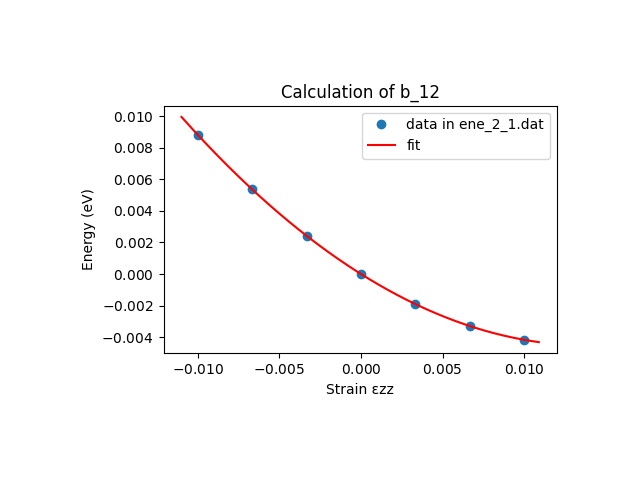 Calculation of b_12
data in ene_2_1.dat
fit
Energy (eV)
0.010
0.008
0.006
0.004
0.002
0.000
−0.002
−0.004
−0.010
−0.005
0.000
0.005
0.010
Strain εzz